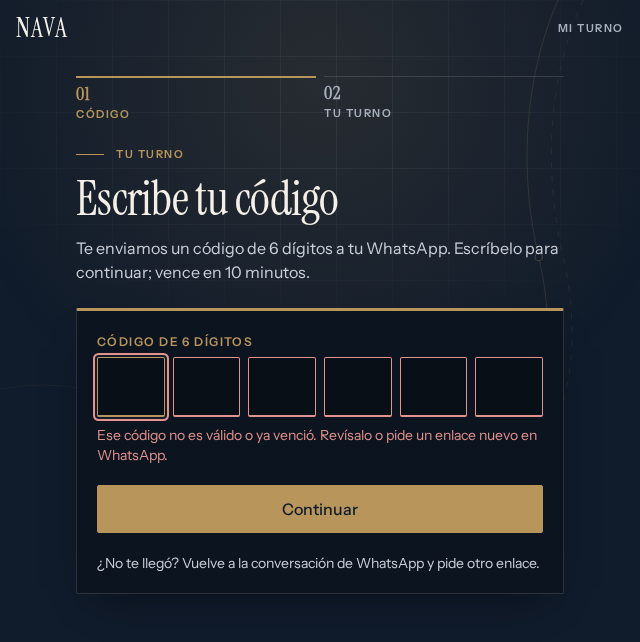 NAVA
MI TURNO
01
CÓDIGO
02
TU TURNO
TU TURNO
Escribe tu código
Te enviamos un código de 6 dígitos a tu WhatsApp. Escríbelo para
continuar; vence en 10 minutos.
CÓDIGO DE 6 DÍGITOS
Ese código no es válido o ya venció. Revísalo o pide un enlace nuevo en
WhatsApp.
Continuar
¿No te llegó? Vuelve a la conversación de WhatsApp y pide otro enlace.